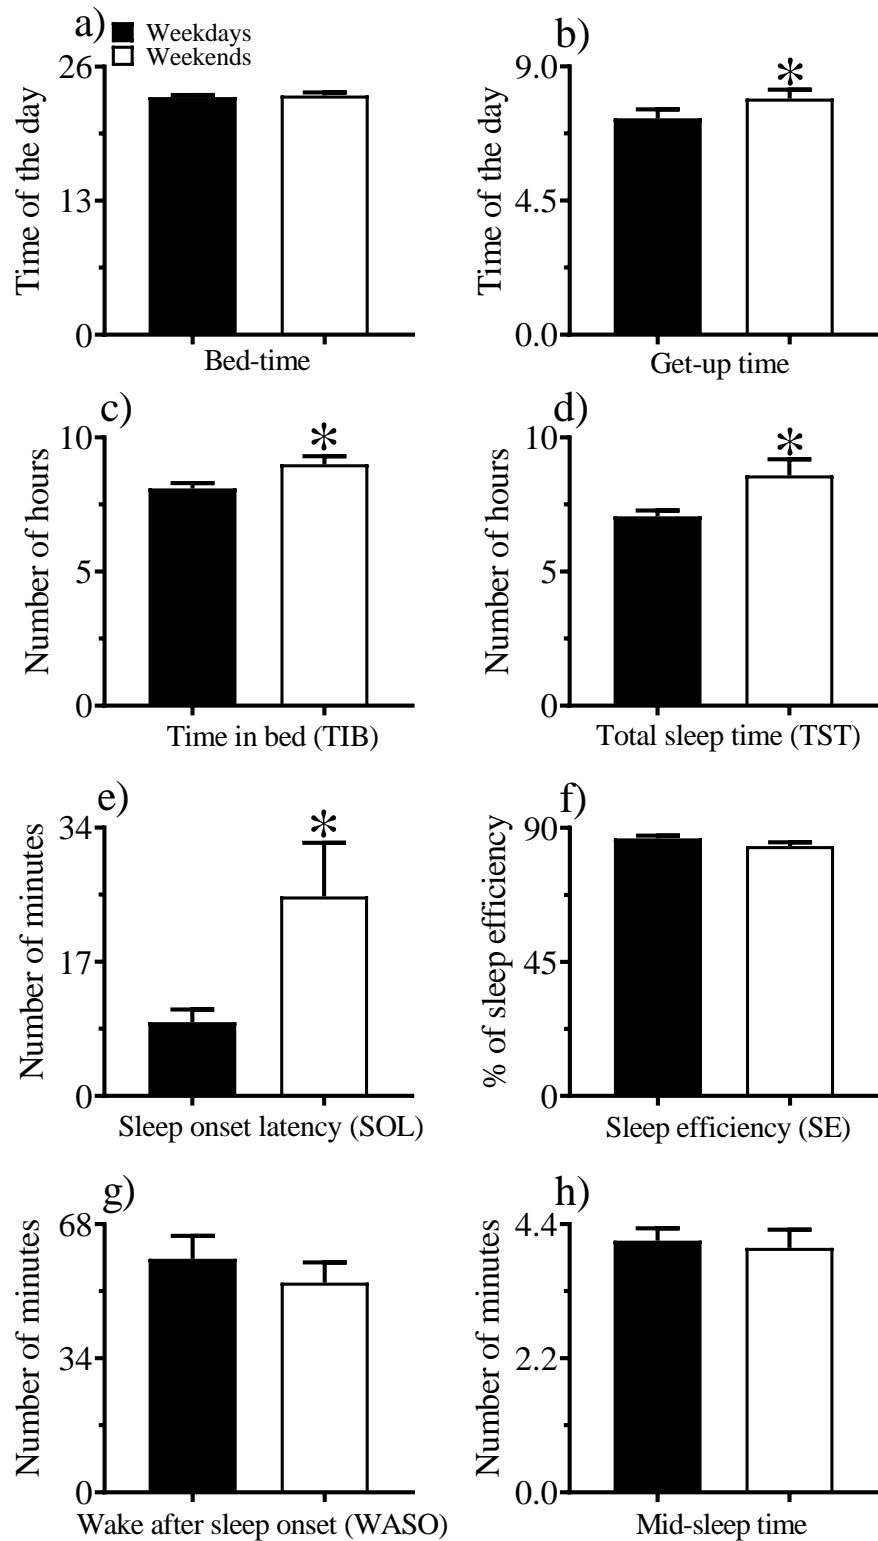 a)
Weekdays
Weekends
26
13
0
Time of the day
Bed-time
b)
*
9.0
4.5
0.0
Time of the day
Get-up time
c)
*
10
5
0
Number of hours
Time in bed (TIB)
d)
*
10
5
0
Number of hours
Total sleep time (TST)
e)
*
34
17
0
Number of minutes
Sleep onset latency (SOL)
f)
90
45
0
% of sleep efficiency
Sleep efficiency (SE)
g)
68
34
0
Number of minutes
Wake after sleep onset (WASO)
h)
4.4
2.2
0.0
Number of minutes
Mid-sleep time